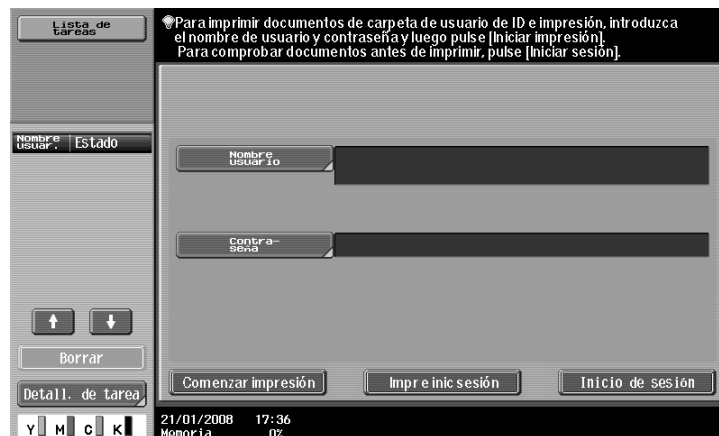 Lista de
tareas
Para imprimir documentos de carpeta de usuario de ID e impresión, introduzca
el nombre de usuario y contraseña y luego pulse [Iniciar impresión].
Para comprobar documentos antes de imprimir, pulse [Iniciar sesión].
Nombre
usuar.
Estado
Nombre
usuario
Contra-
seña
Borrar
Detall. de tarea
Comenzar impresión
Impr e inic sesión
Inicio de sesión
Y M C K
21/01/2008 17:36
Memoria 0%